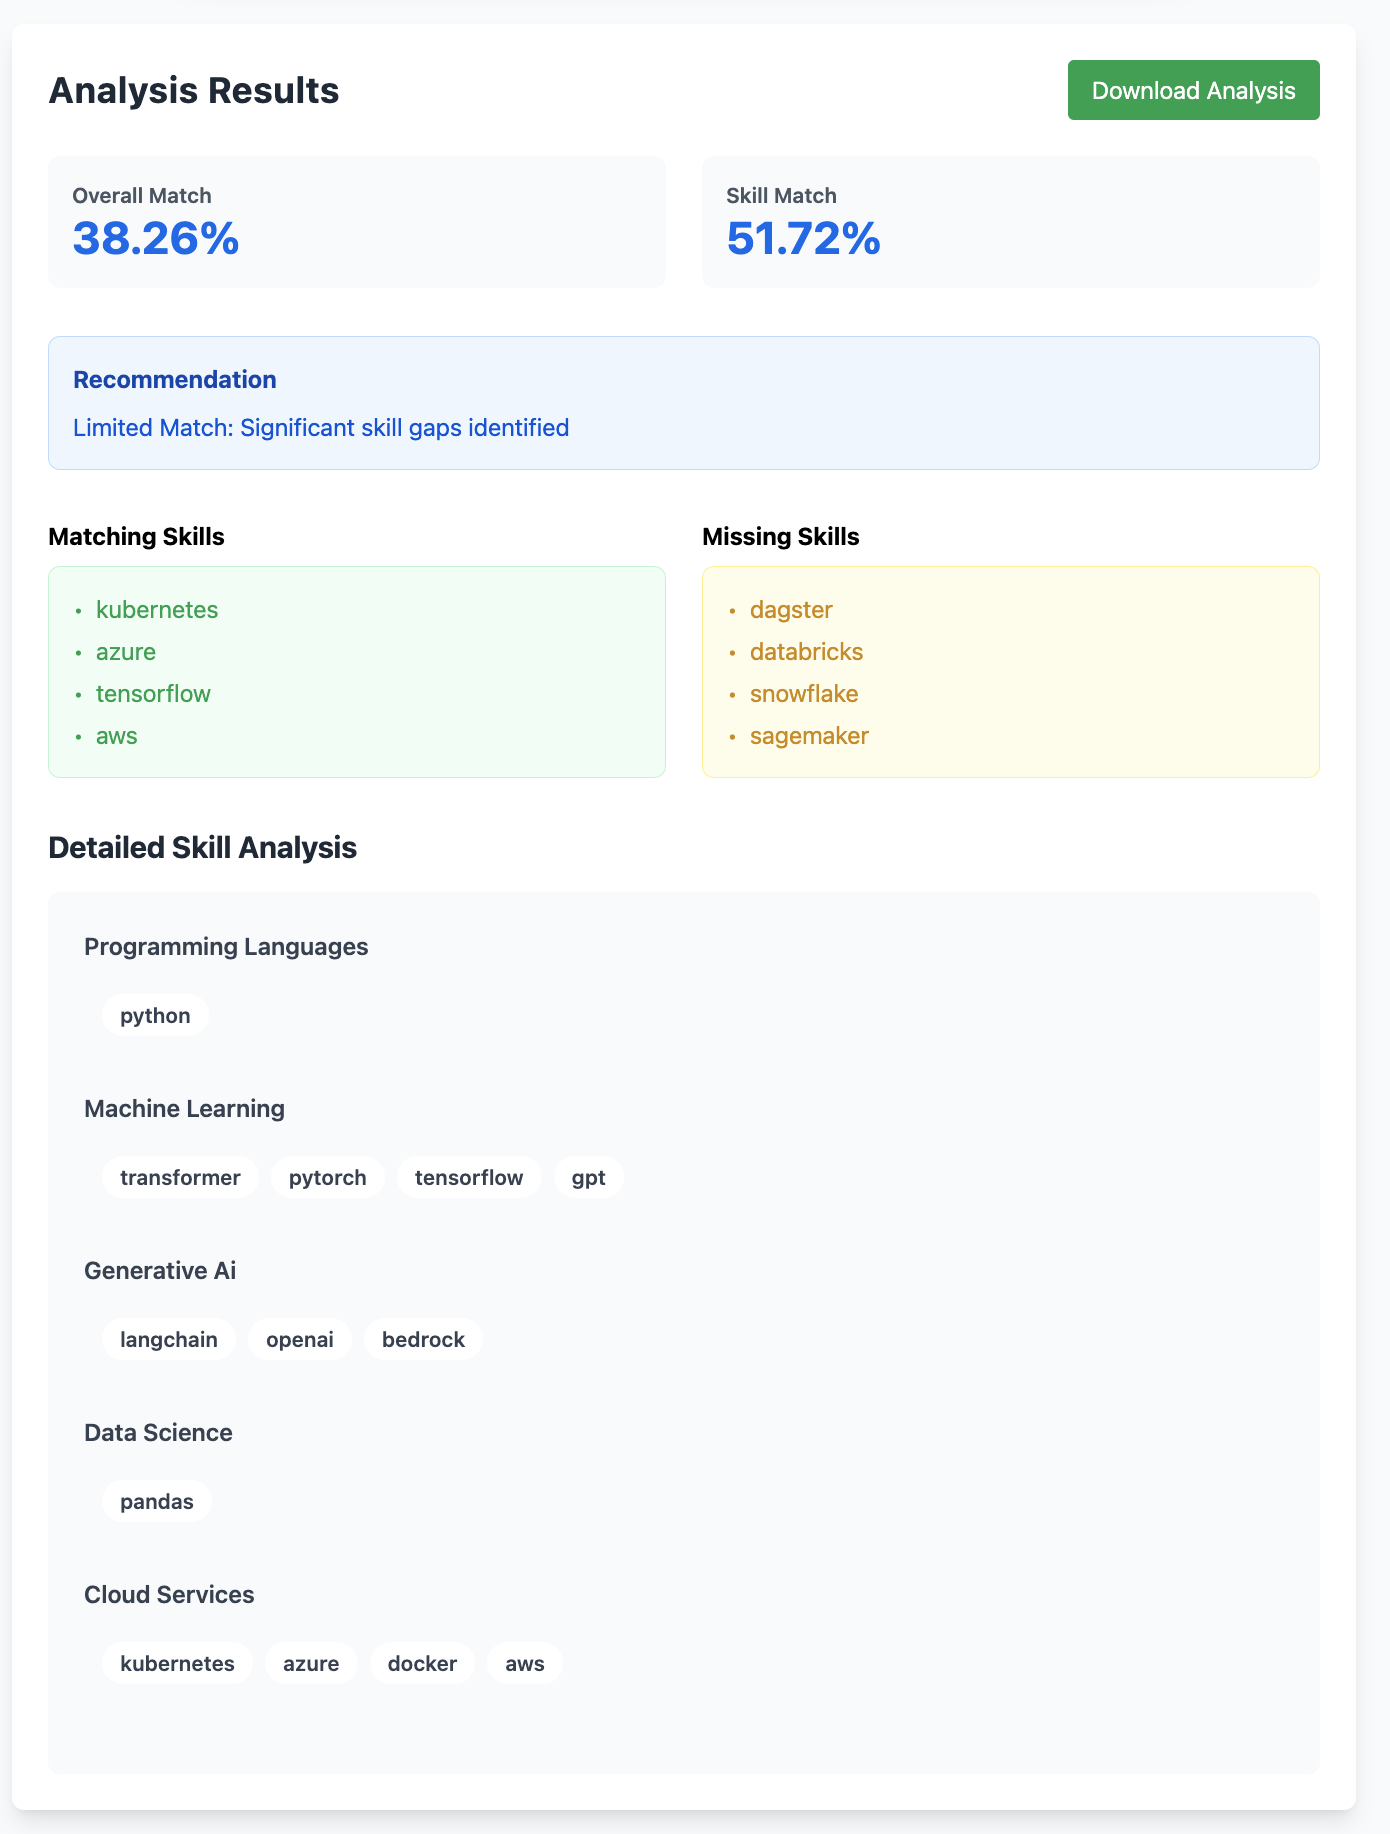 Analysis Results
Download Analysis
Overall Match
38.26%
Skill Match
51.72%
Recommendation
Limited Match: Significant skill gaps identified
Matching Skills
• kubernetes
• azure
• tensorflow
• aws
Missing Skills
• dagster
• databricks
• snowflake
• sagemaker
Detailed Skill Analysis
Programming Languages
python
Machine Learning
transformer pytorch tensorflow gpt
Generative Ai
langchain openai bedrock
Data Science
pandas
Cloud Services
kubernetes azure docker aws